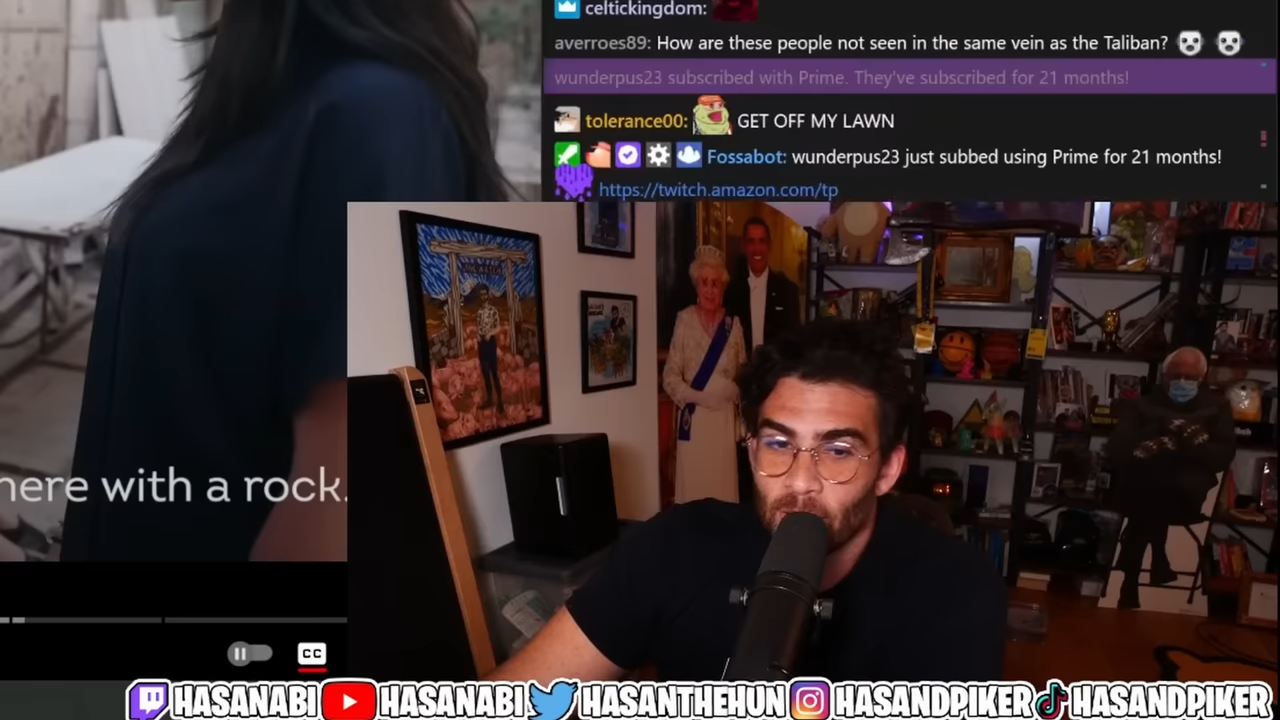 celtickingdom:
averroes89: How are these people not seen in the same vein as the Taliban?
wunderpus23 subscribed with Prime. They've subscribed for 21 months!
tolerance00: GET OFF MY LAWN
Fossabot: wunderpus23 just subbed using Prime for 21 months!
https://twitch.amazon.com/tp
here with a rock.
CC
HASANABI HASANABI HASANTHEHUN HASANDPIKER HASANDPIKER